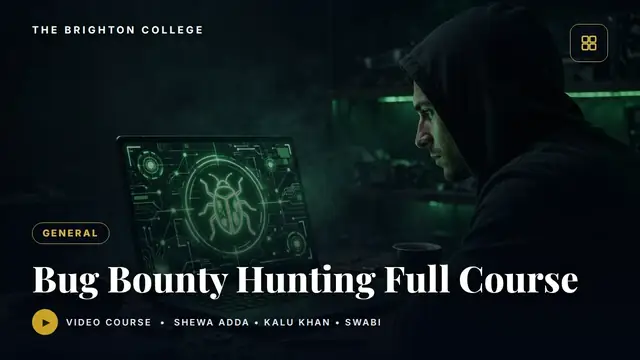 THE BRIGHTON COLLEGE
GENERAL
Bug Bounty Hunting Full Course
VIDEO COURSE • SHEWA ADDA • KALU KHAN • SWABI